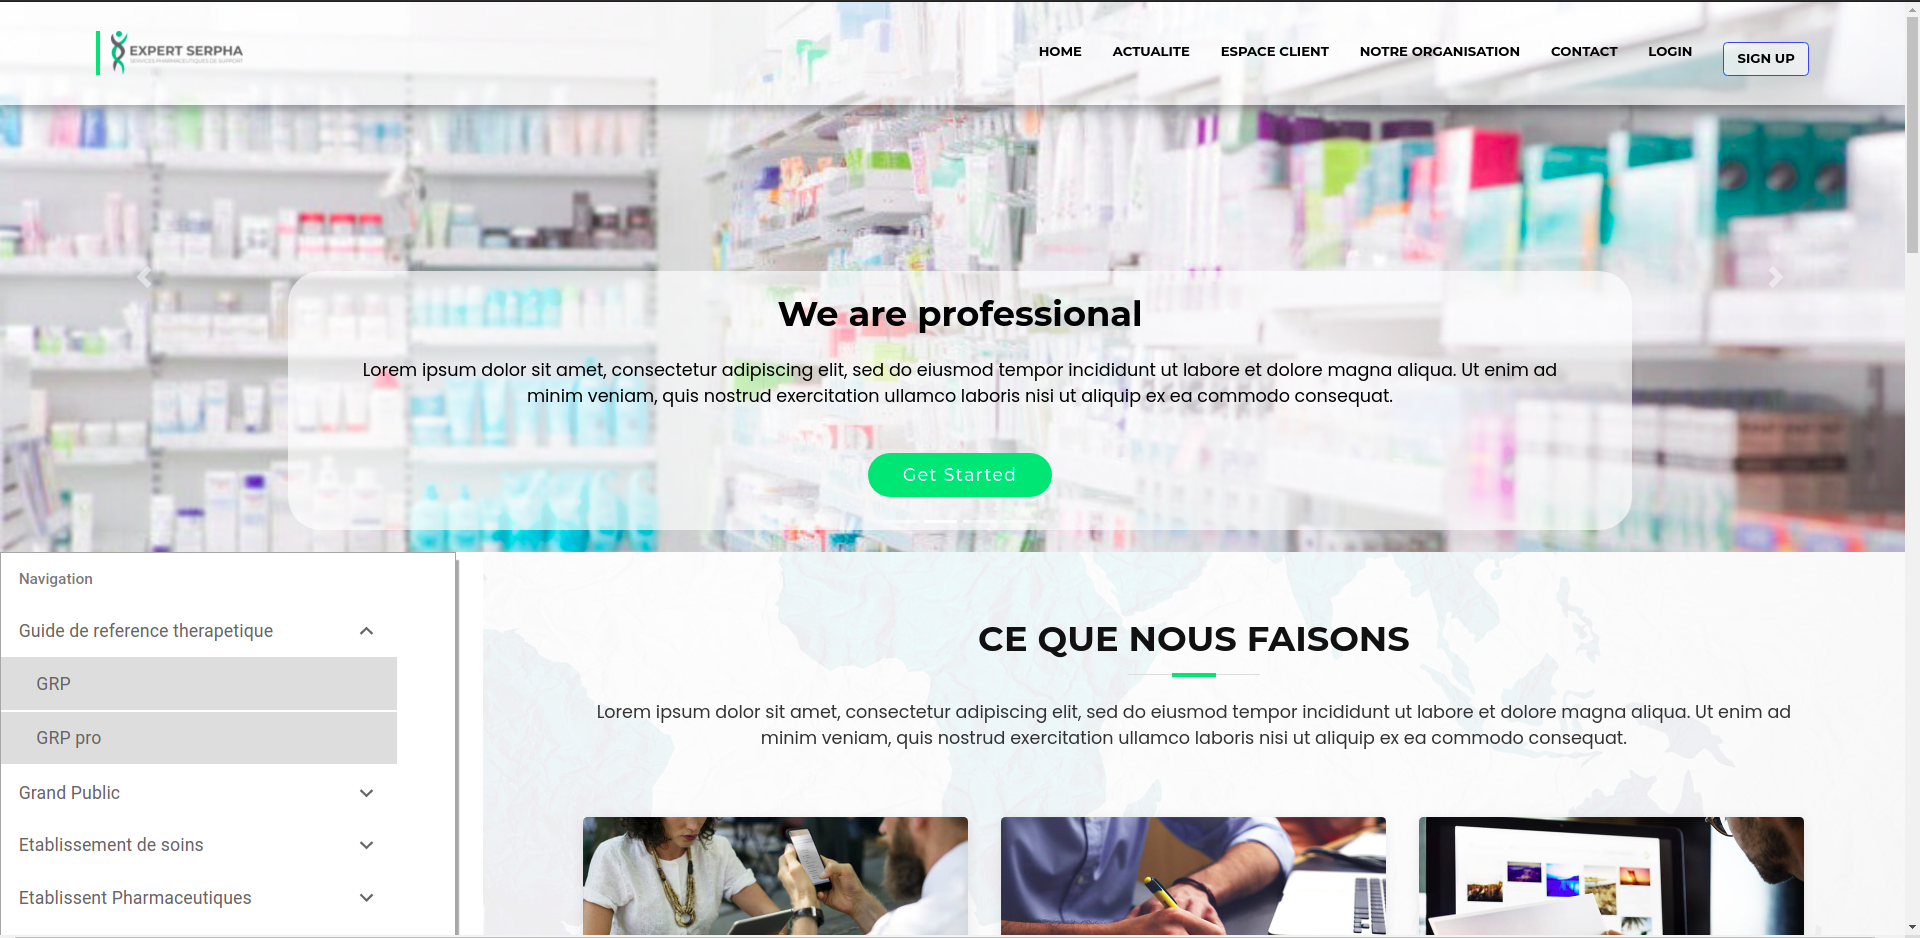 EXPERT SERPHA
SERVICES PHARMACEUTIQUES DE SUPPORT
HOME
ACTUALITE
ESPACE CLIENT
NOTRE ORGANISATION
CONTACT
LOGIN
SIGN UP
We are professional
Lorem ipsum dolor sit amet, consectetur adipiscing elit, sed do eiusmod tempor incididunt ut labore et dolore magna aliqua. Ut enim ad
minim veniam, quis nostrud exercitation ullamco laboris nisi ut aliquip ex ea commodo consequat.
Get Started
Navigation
Guide de reference therapetique
GRP
GRP pro
Grand Public
Etablissement de soins
Etablissent Pharmaceutiques
CE QUE NOUS FAISONS
Lorem ipsum dolor sit amet, consectetur adipiscing elit, sed do eiusmod tempor incididunt ut labore et dolore magna aliqua. Ut enim ad
minim veniam, quis nostrud exercitation ullamco laboris nisi ut aliquip ex ea commodo consequat.